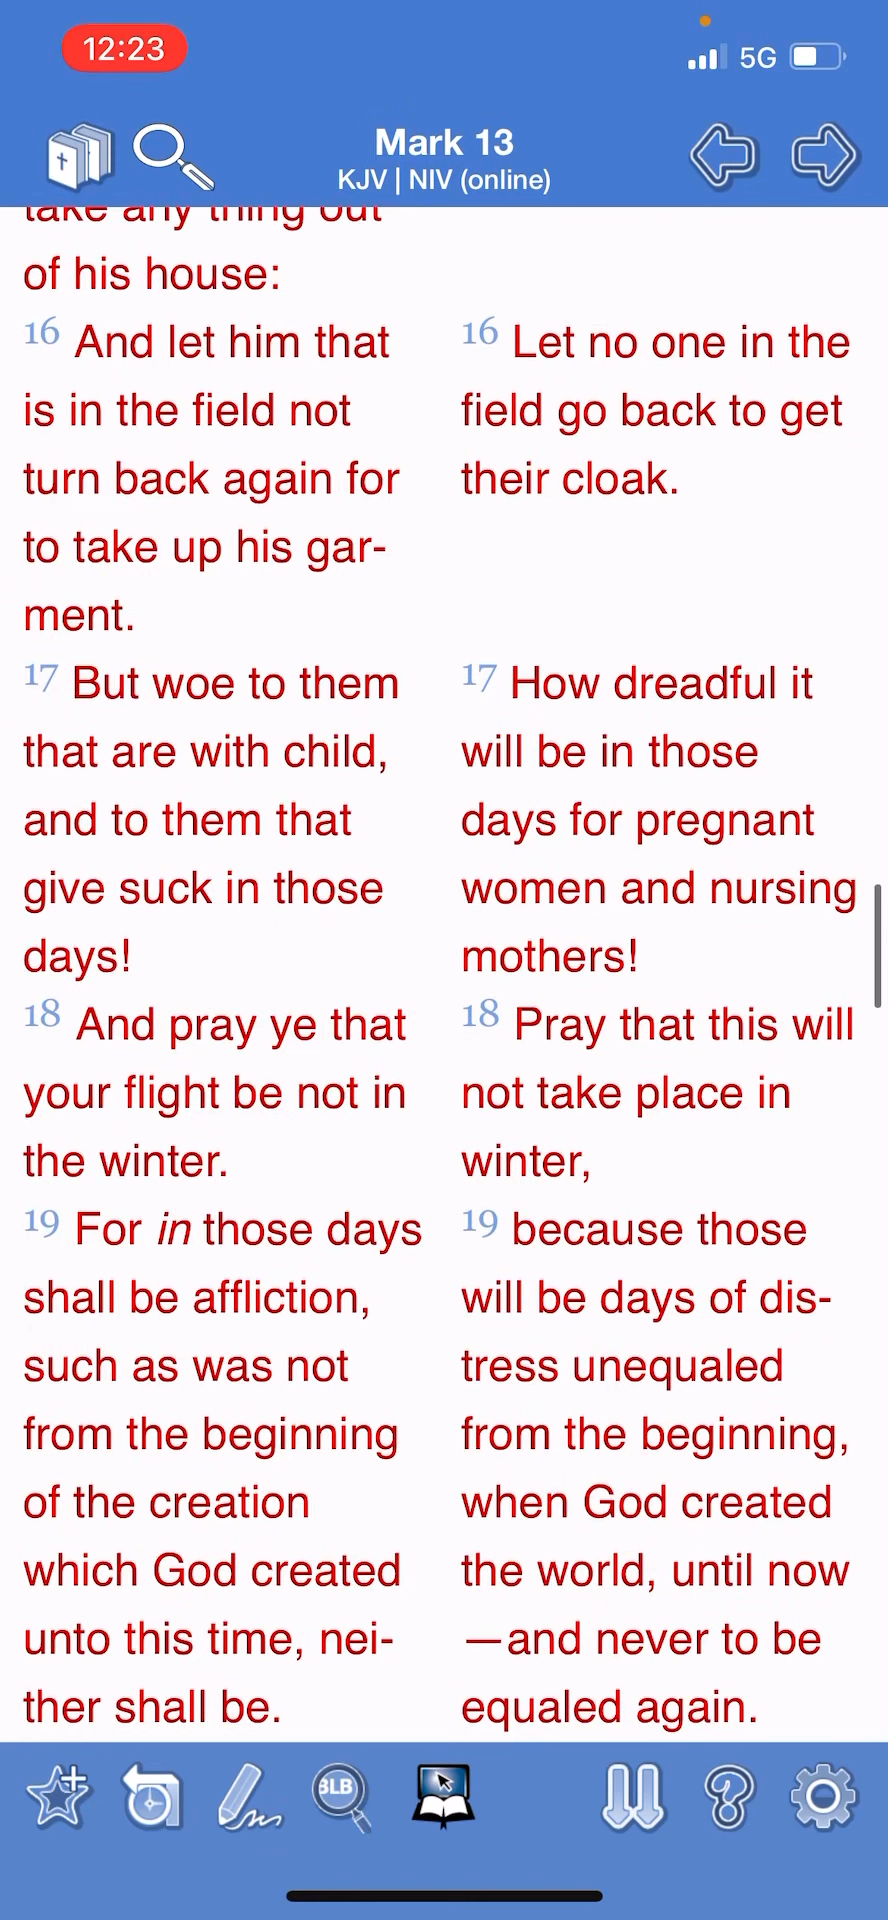 12:23
5G
Mark 13
KJV | NIV (online)
take any thing out
of his house:
16 And let him that
is in the field not
turn back again for
to take up his gar-
ment.
17 But woe to them
that are with child,
and to them that
give suck in those
days!
18 And pray ye that
your flight be not in
the winter.
19 For in those days
shall be affliction,
such as was not
from the beginning
of the creation
which God created
unto this time, nei-
ther shall be.
16 Let no one in the
field go back to get
their cloak.
17 How dreadful it
will be in those
days for pregnant
women and nursing
mothers!
18 Pray that this will
not take place in
winter,
19 because those
will be days of dis-
tress unequaled
from the beginning,
when God created
the world, until now
—and never to be
equaled again.
BLB